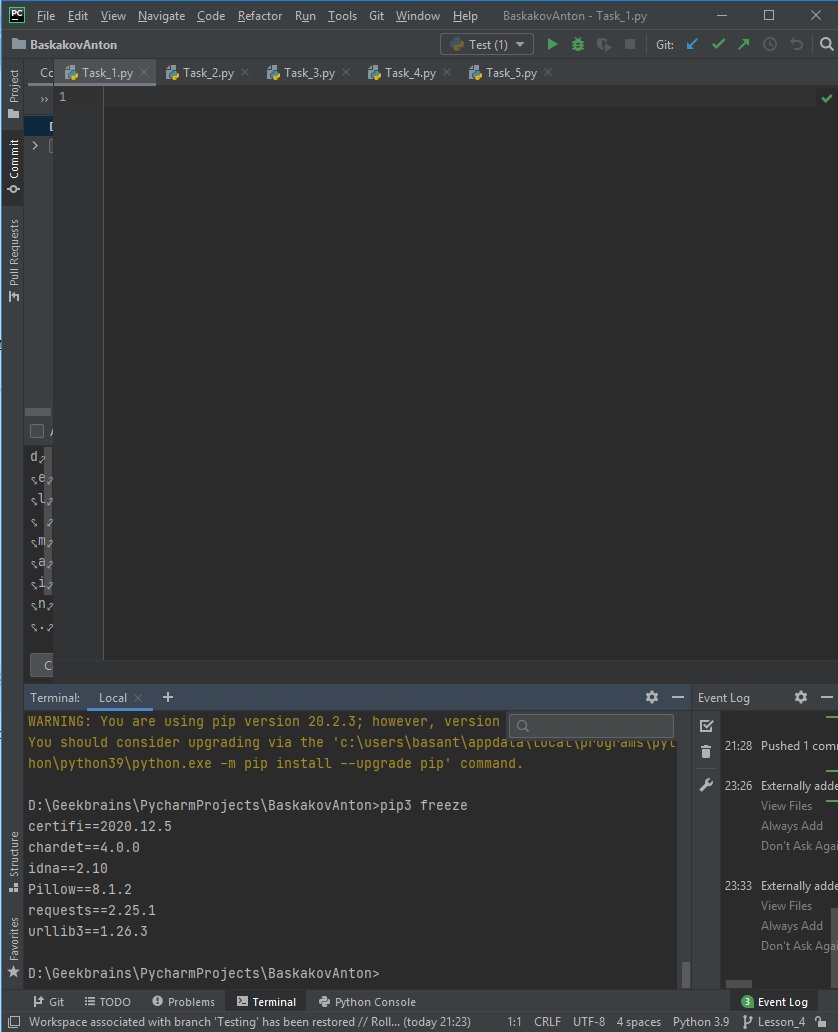 PC File Edit View Navigate Code Refactor Run Tools Git Window Help BaskakovAnton - Task_1.py
BaskakovAnton Test (1) Git:
Project
Commit
Pull Requests
Structure
Favorites
Co Task_1.py Task_2.py Task_3.py Task_4.py Task_5.py
1
d
e
l
m
a
i
n
.
C
Terminal: Local + Event Log
WARNING: You are using pip version 20.2.3; however, version
You should consider upgrading via the 'c:\users\basant\appdata\local\programs\pyt
hon\python39\python.exe -m pip install --upgrade pip' command.
D:\Geekbrains\PycharmProjects\BaskakovAnton>pip3 freeze
certifi==2020.12.5
chardet==4.0.0
idna==2.10
Pillow==8.1.2
requests==2.25.1
urllib3==1.26.3
D:\Geekbrains\PycharmProjects\BaskakovAnton>
21:28 Pushed 1 comm
23:26 Externally adde
View Files
Always Add
Don't Ask Agai
23:33 Externally adde
View Files
Always Add
Don't Ask Agai
Git TODO Problems Terminal Python Console 3 Event Log
Workspace associated with branch 'Testing' has been restored // Roll... (today 21:23) 1:1 CRLF UTF-8 4 spaces Python 3.9 Lesson_4